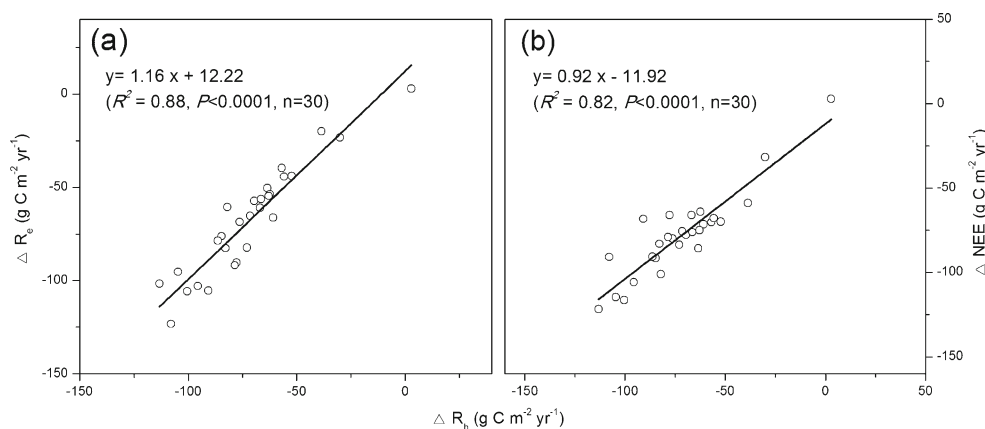 (a)
y= 1.16 x + 12.22
(R² = 0.88, P<0.0001, n=30)
0
-50
-100
-150
-150
-100
-50
0
△ Rₑ (g C m⁻² yr⁻¹)
(b)
y= 0.92 x - 11.92
(R² = 0.82, P<0.0001, n=30)
50
0
-50
-100
-150
-150
-100
-50
0
50
△ NEE (g C m⁻² yr⁻¹)
△ Rₕ (g C m⁻² yr⁻¹)